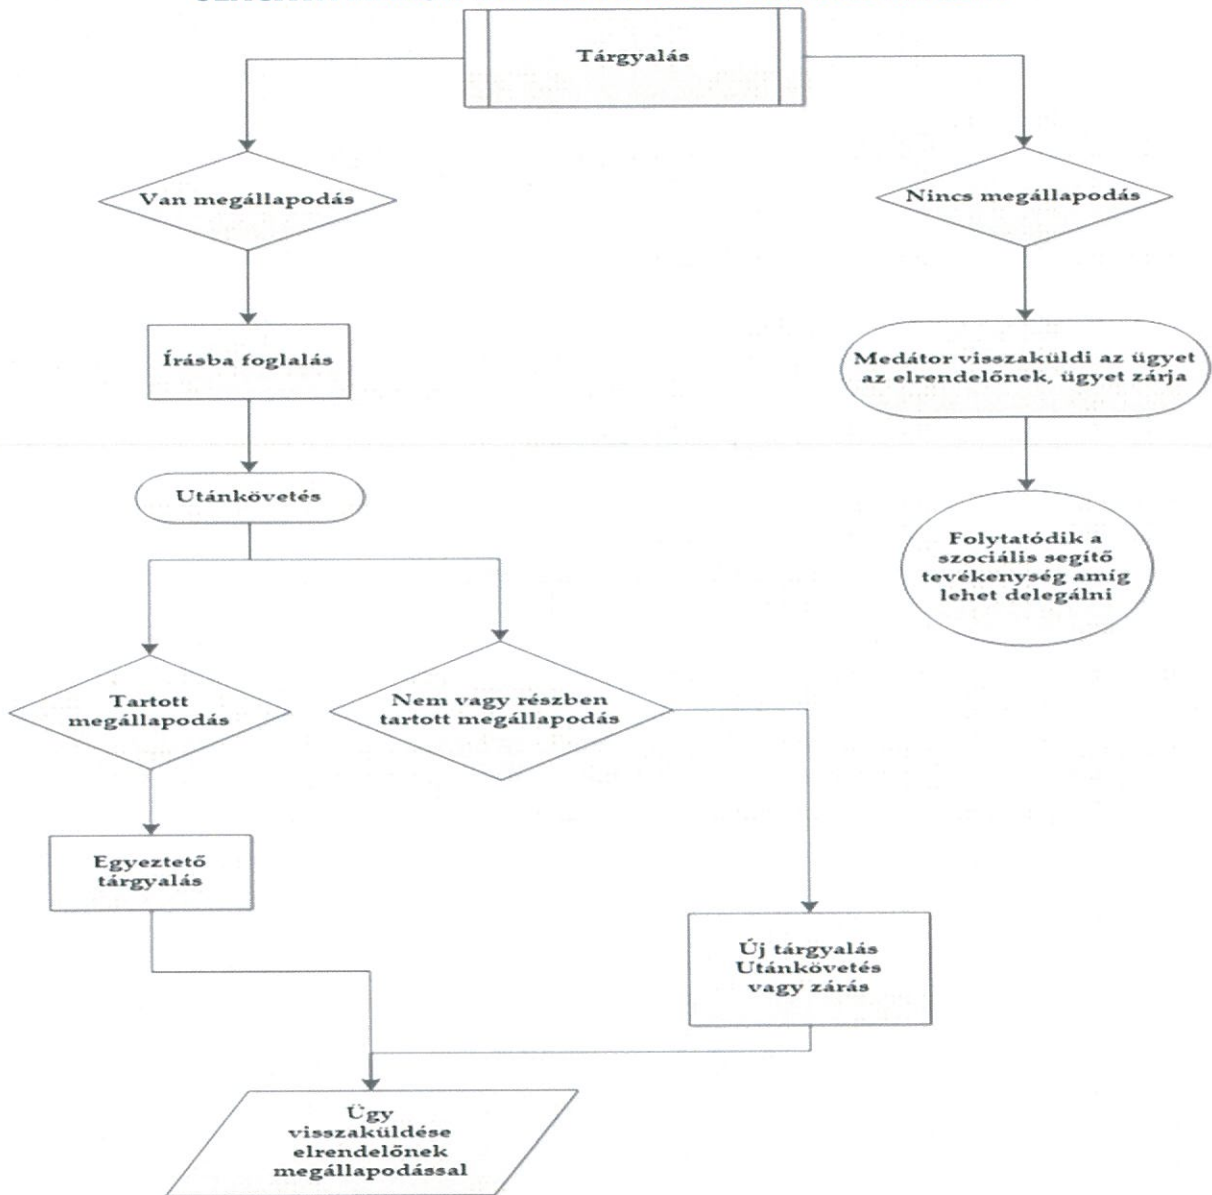 Tárgyalás
Van megállapodás
Nincs megállapodás
Írásba foglalás
Medátor visszaküldi az ügyet
az elrendelőnek, ügyet zárja
Utánkövetés
Folytatódik a
szociális segítő
tevékenység amíg
lehet delegálni
Tartott
megállapodás
Nem vagy részben
tartott megállapodás
Egyeztető
tárgyalás
Új tárgyalás
Utánkövetés
vagy zárás
Ügy
visszaküldése
elrendelőnek
megállapodással